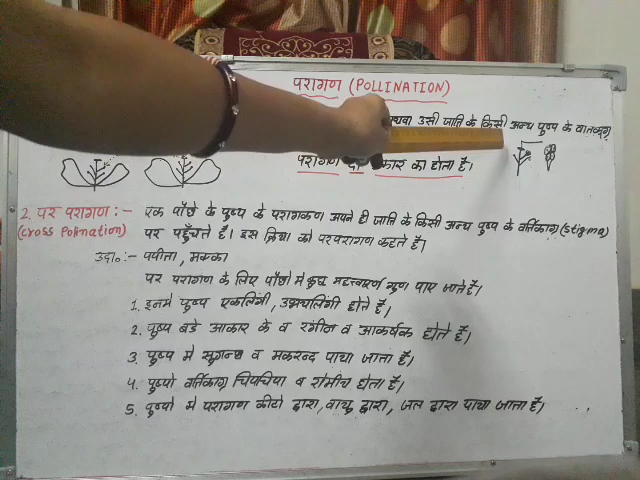 परागण (POLLINATION)
अथवा उसी जाति के किसी अन्य पुष्प के वर्तिकाग्र
परागण दो प्रकार का होता है।
2. पर परागण :- एक पौधे के पुष्प के परागकण अपने ही जाति के किसी अन्य पुष्प के वर्तिकाग्र (stigma)
(Cross Pollination) पर पहुँचते है। इस क्रिया को परपरागण कहते है।
उदा०:- पपीता, मक्का
पर परागण के लिए पौधो मे कुछ महत्त्वपूर्ण गुण पाए जाते है।
1. इनमे पुष्प एकलिंगी, उभयलिंगी होते है।
2. पुष्प बडे आकार के व रंगीन व आकर्षक होते है।
3. पुष्प मे सुगन्ध व मकरन्द पाया जाता है।
4. पुष्पो वर्तिकाग्र चिपचिपा व रोमीय होता है।
5. पुष्पो मे परागण कीटो द्वारा, वायु द्वारा, जल द्वारा पाया जाता है।